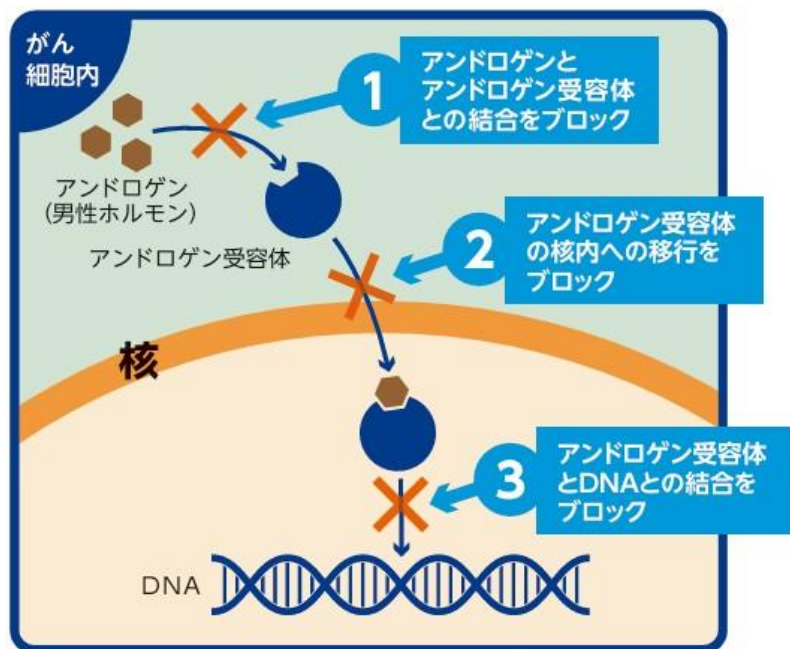 がん
細胞内
1
アンドロゲンと
アンドロゲン受容体
との結合をブロック
アンドロゲン
(男性ホルモン)
アンドロゲン受容体
2
アンドロゲン受容体
の核内への移行を
ブロック
核
3
アンドロゲン受容体
とDNAとの結合を
ブロック
DNA